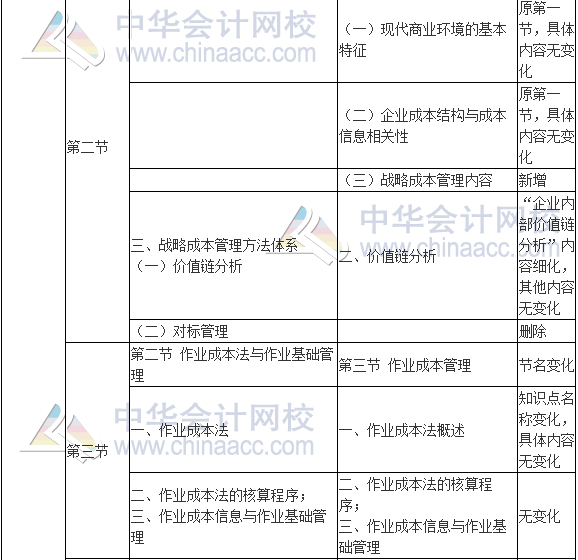 （一）现代商业环境的基本
特征
原第一
节，具体
内容无变
化
第二节
（二）企业成本结构与成本
信息相关性
原第一
节，具体
内容无变
化
（三）战略成本管理内容
新增
三、战略成本管理方法体系
（一）价值链分析
二、价值链分析
“企业内
部价值链
分析”内
容细化，
其他内容
无变化
（二）对标管理
删除
第二节 作业成本法与作业基础管
理
第三节 作业成本管理
节名变化
第三节
一、作业成本法
一、作业成本法概述
知识点名
称变化，
具体内容
无变化
二、作业成本法的核算程序；
三、作业成本信息与作业基础管
理
二、作业成本法的核算程
序；
三、作业成本信息与作业基
础管理
无变化
中华会计网校
www.chinaacc.com
中华会计网校
www.chinaacc.com
中华会计网校
www.chinaacc.com